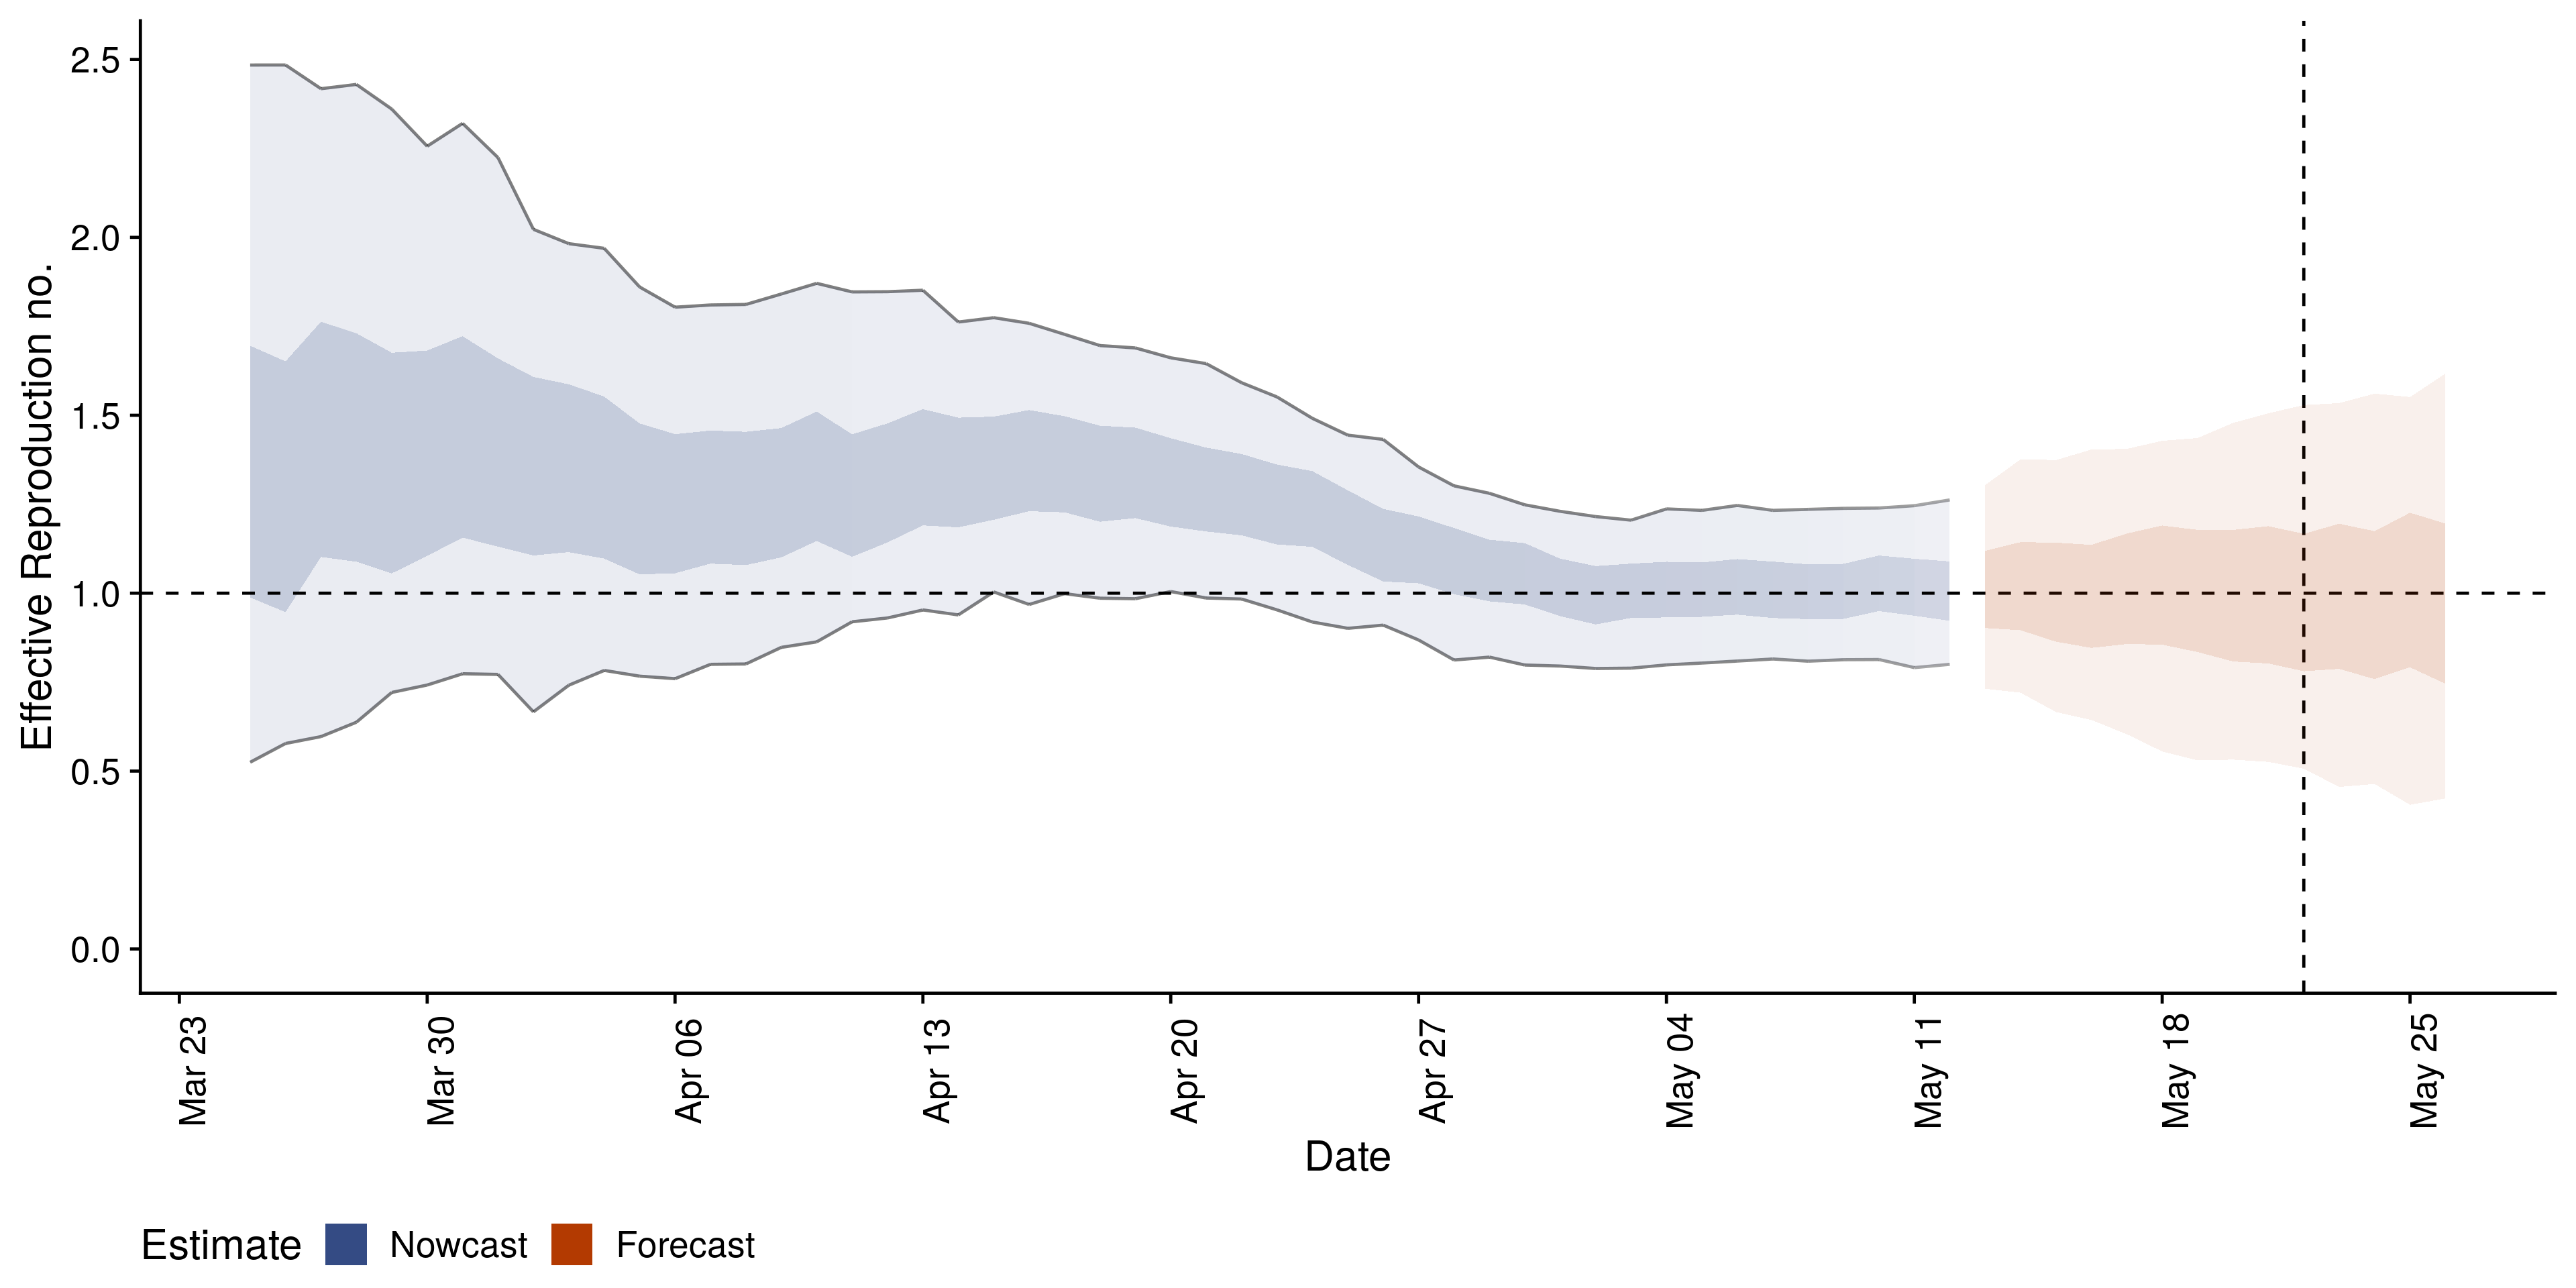 Effective Reproduction no.
2.5
2.0
1.5
1.0
0.5
0.0
Mar 23
Mar 30
Apr 06
Apr 13
Apr 20
Apr 27
May 04
May 11
May 18
May 25
Date
Estimate Nowcast Forecast